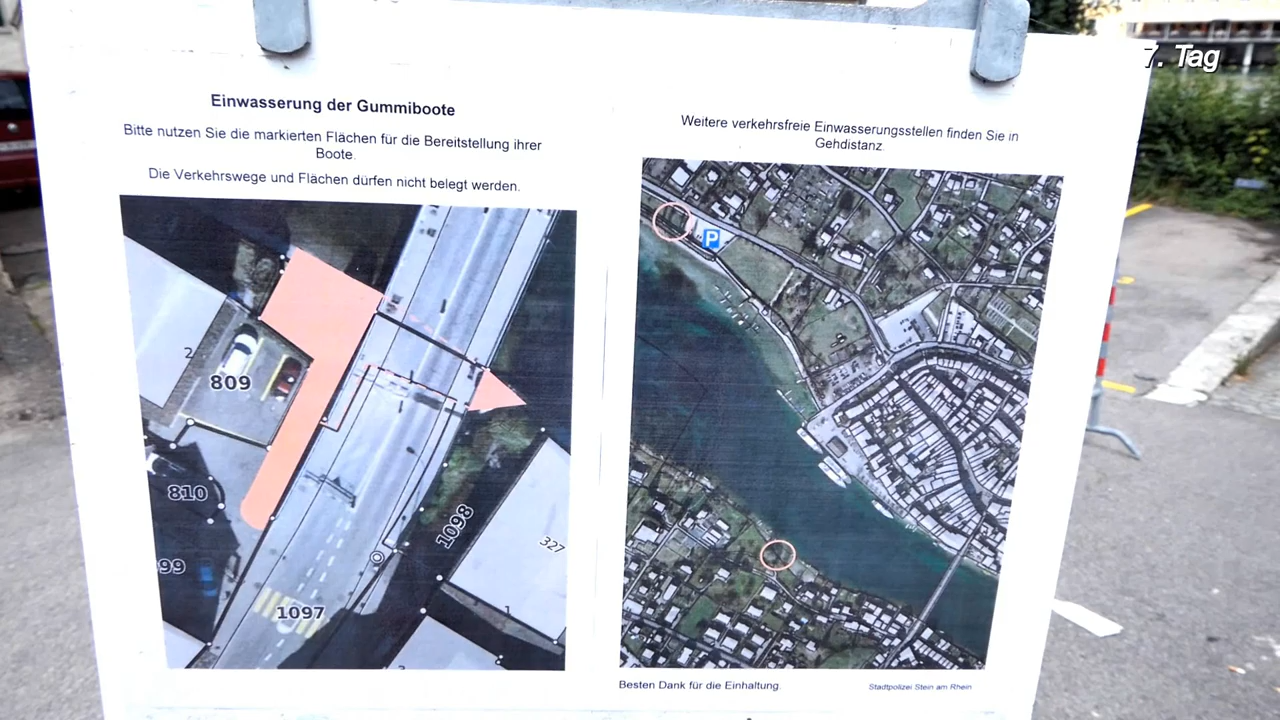 7. Tag
Einwasserung der Gummiboote
Bitte nutzen Sie die markierten Flächen für die Bereitstellung ihrer
Boote.
Die Verkehrswege und Flächen dürfen nicht belegt werden.
2
809
810
99
1098
327
1097
1
Weitere verkehrsfreie Einwasserungsstellen finden Sie in
Gehdistanz.
P
Besten Dank für die Einhaltung.
Stadtpolizei Stein am Rhein